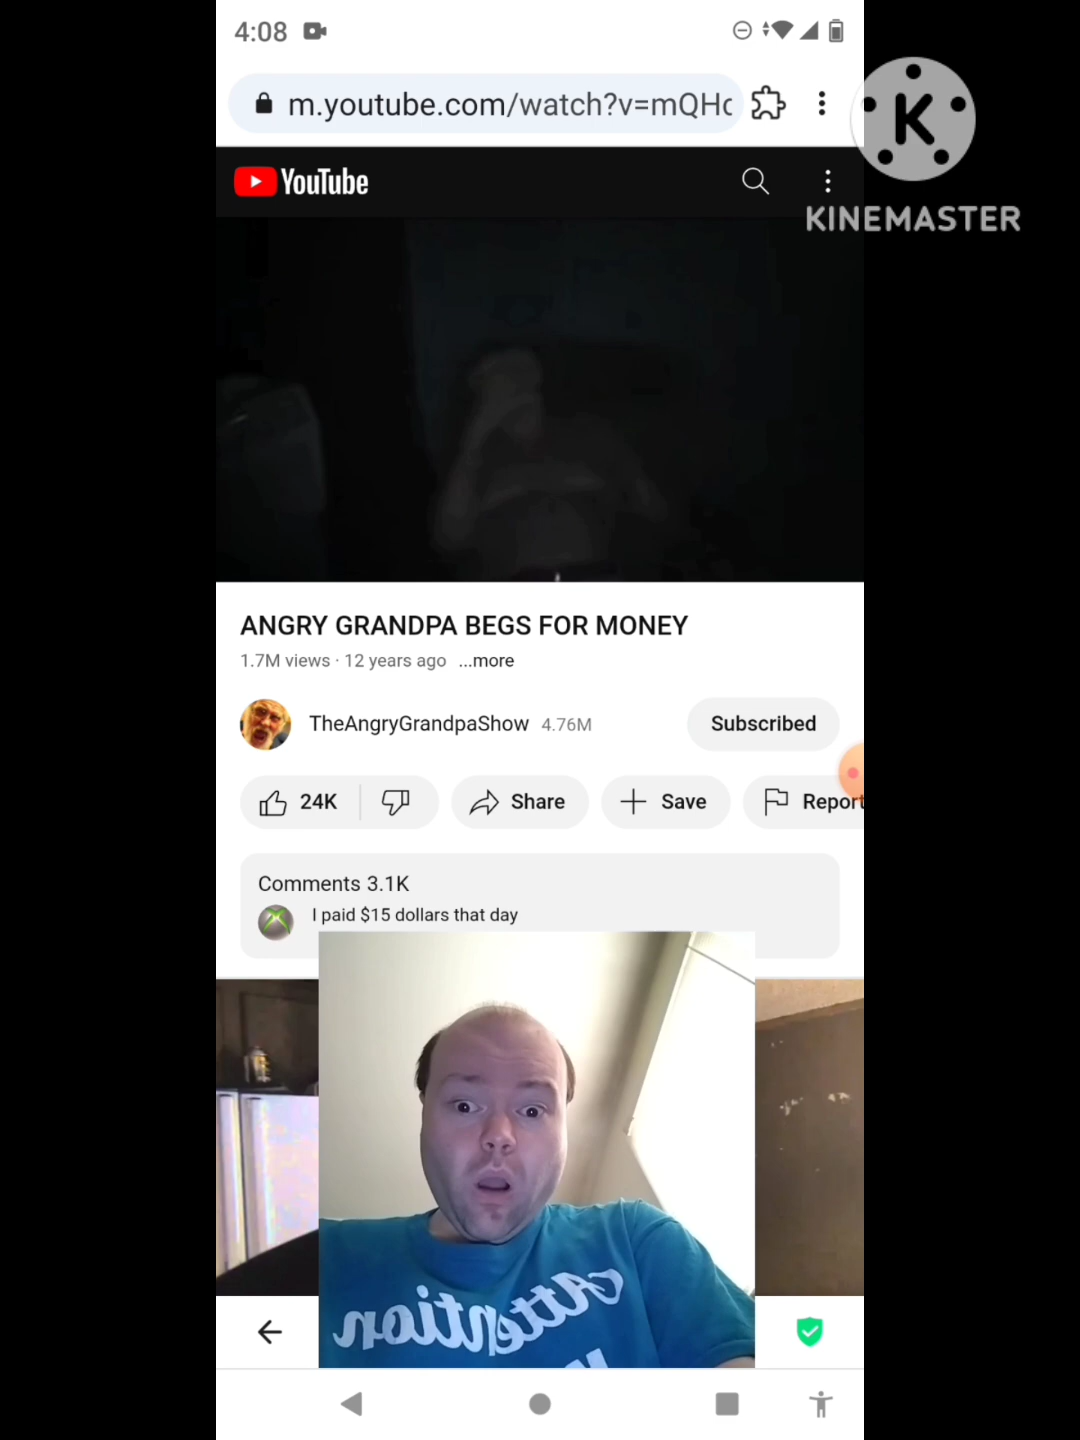 4:08
m.youtube.com/watch?v=mQHc
K
KINEMASTER
YouTube
ANGRY GRANDPA BEGS FOR MONEY
1.7M views · 12 years ago ...more
TheAngryGrandpaShow 4.76M
Subscribed
24K
Share
Save
Report
Comments 3.1K
I paid $15 dollars that day
Attention